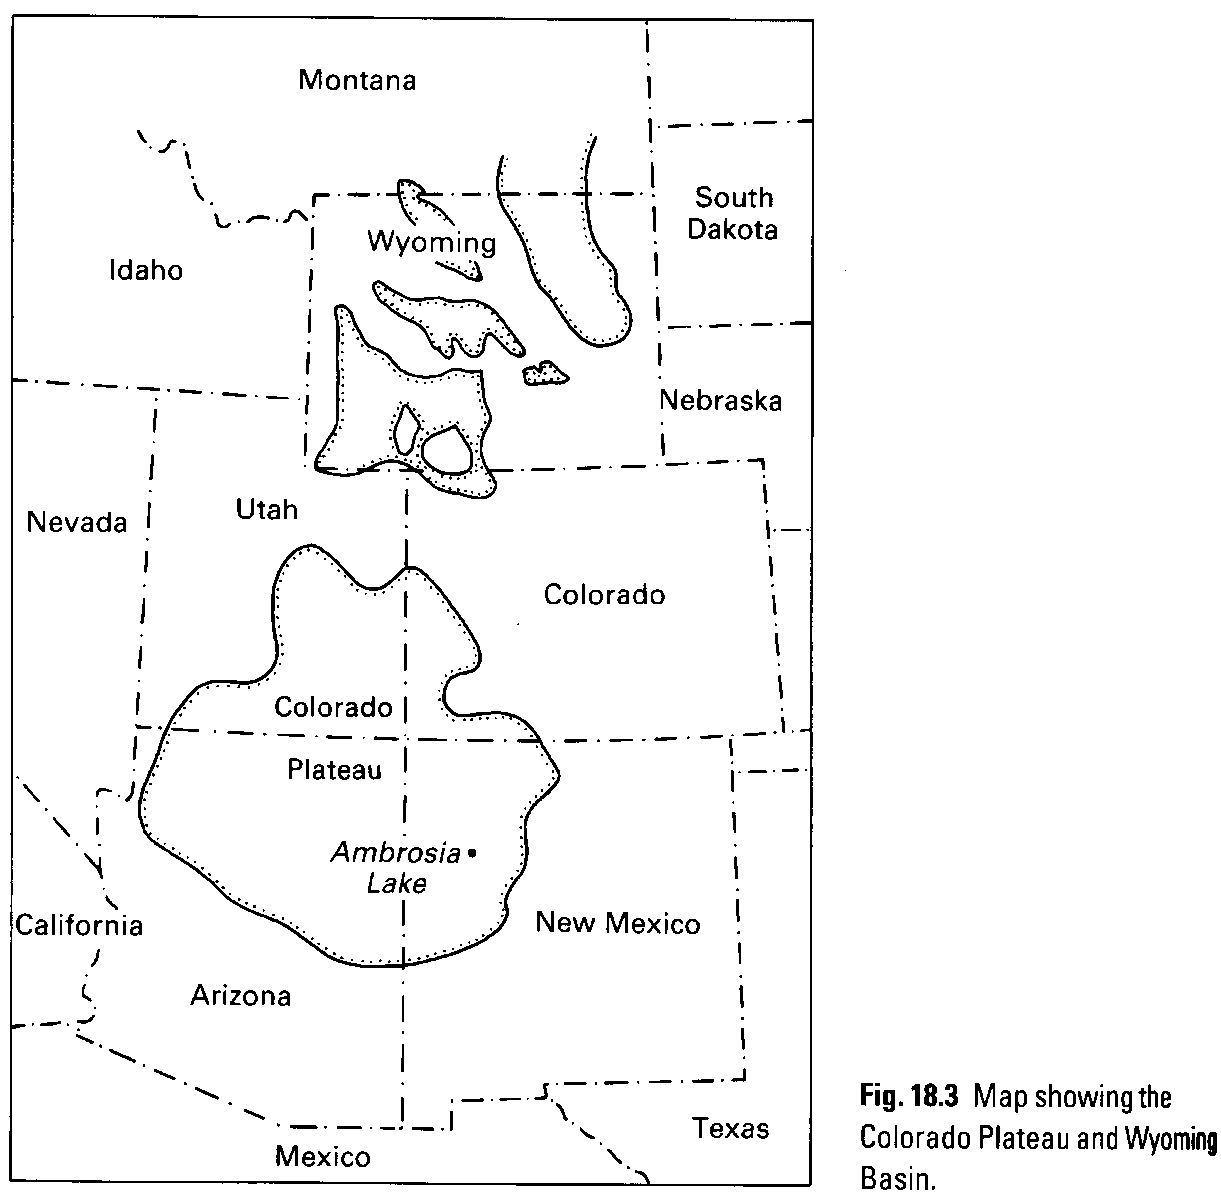 Montana
South
Dakota
Wyoming
Idaho
Nebraska
Utah
Nevada
Colorado
Colorado
Plateau
Ambrosia
Lake
California
New Mexico
Arizona
Texas
Mexico
Fig. 18.3 Map showing the
Colorado Plateau and Wyoming
Basin.